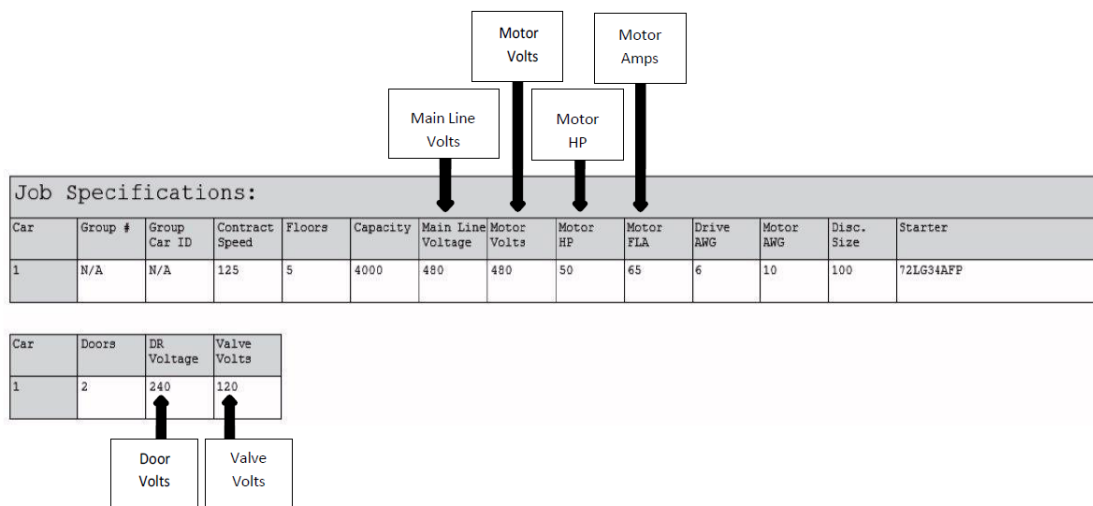 Motor
Volts
Motor
Amps
Main Line
Volts
Motor
HP
Job Specifications:
Car Group # Group Car ID Contract Speed Floors Capacity Main Line Voltage Motor Volts Motor HP Motor FLA Drive AWG Motor AWG Disc. Size Starter
1 N/A N/A 125 5 4000 480 480 50 65 6 10 100 72LG34AFP
Car Doors DR Voltage Valve Volts
1 2 240 120
Door
Volts
Valve
Volts